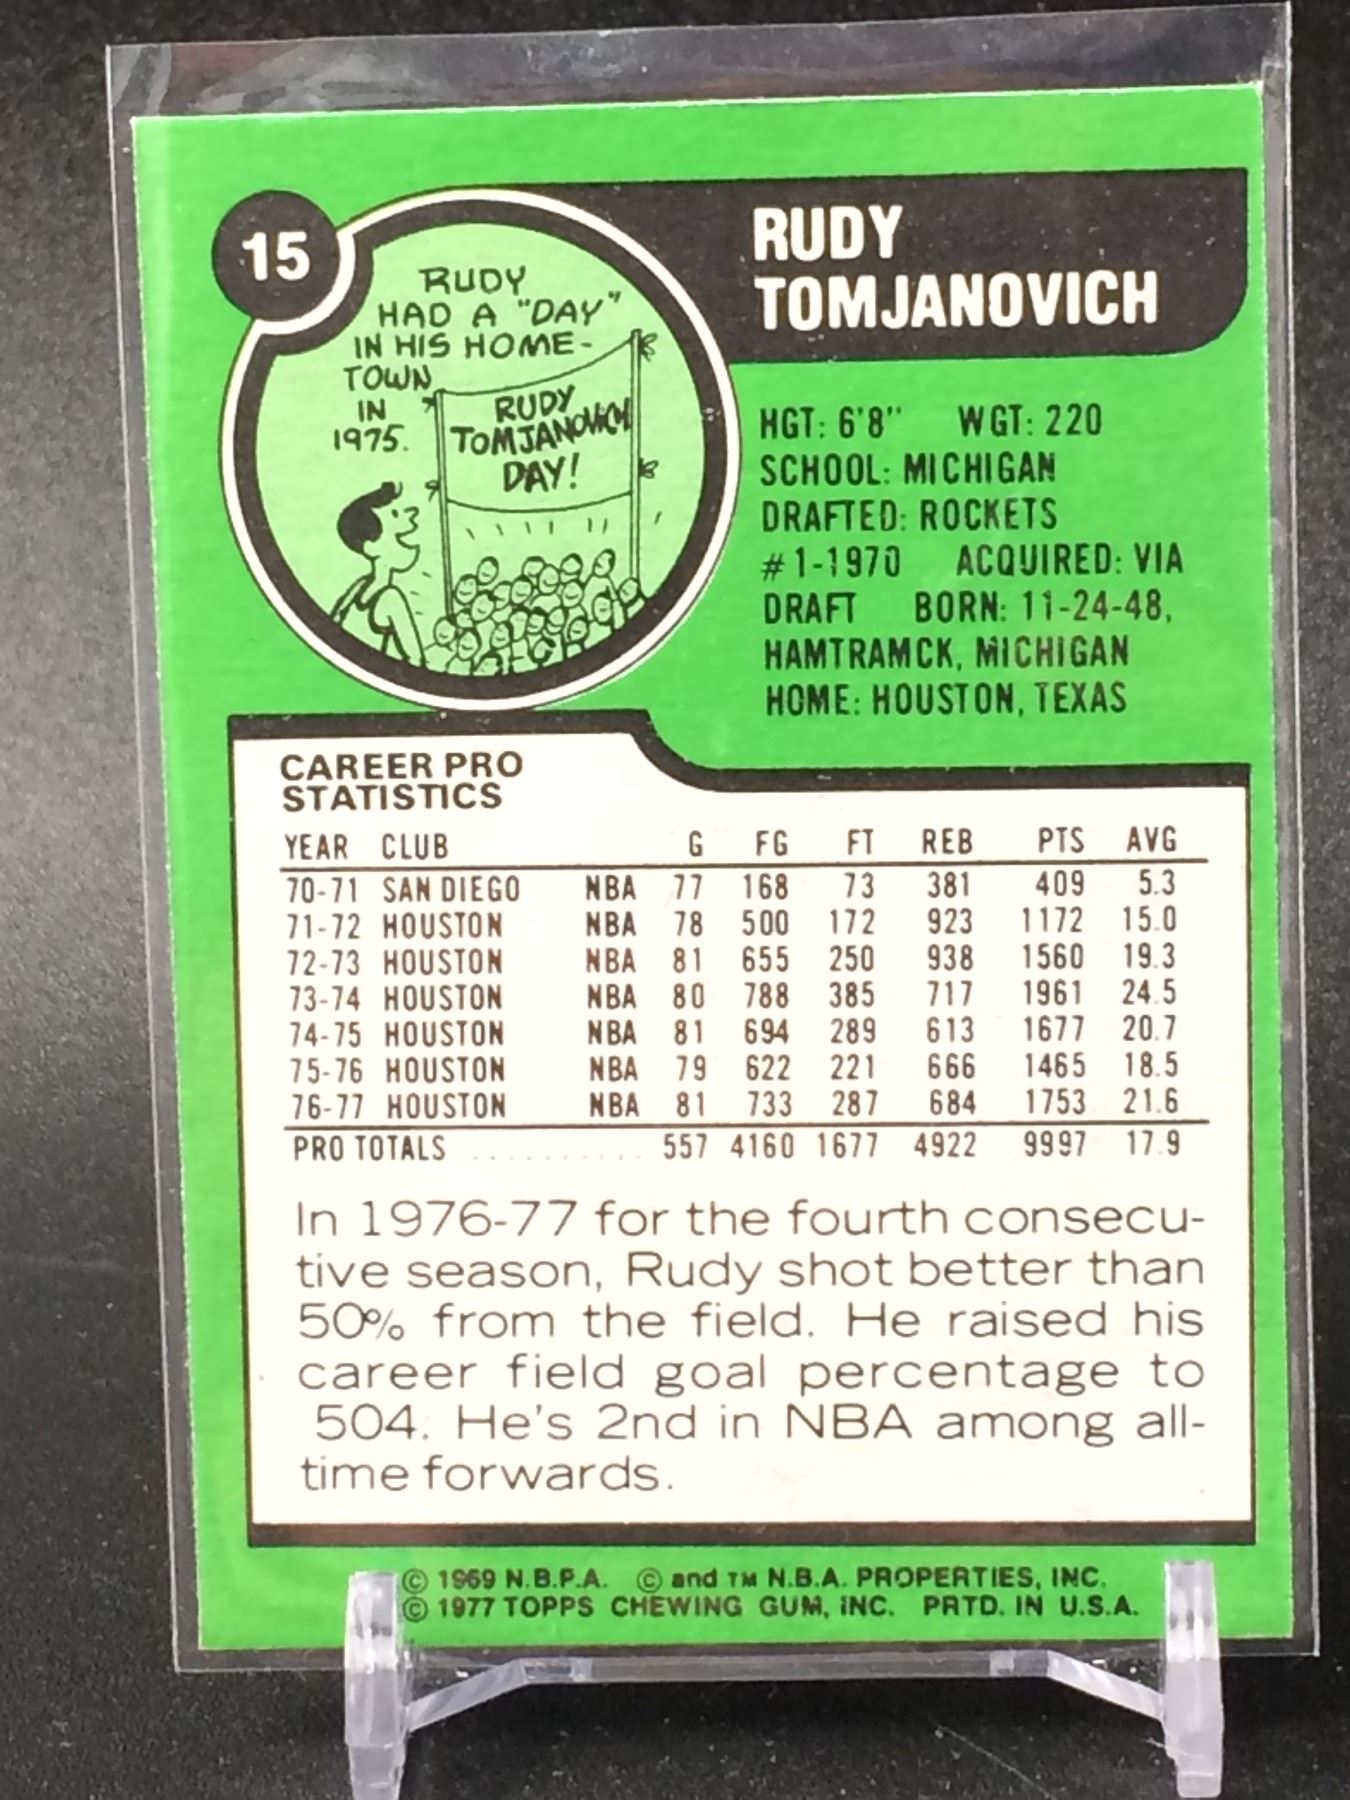 15
RUDY
TOMJANOVICH
RUDY
HAD A "DAY"
IN HIS HOME-
TOWN
IN
1975.
RUDY
TOMJANOVICH
DAY!
HGT: 6'8" WGT: 220
SCHOOL: MICHIGAN
DRAFTED: ROCKETS
#1-1970 ACQUIRED: VIA
DRAFT BORN: 11-24-48,
HAMTRAMCK, MICHIGAN
HOME: HOUSTON, TEXAS
CAREER PRO
STATISTICS
YEAR CLUB G FG FT REB PTS AVG
70-71 SAN DIEGO NBA 77 168 73 381 409 5.3
71-72 HOUSTON NBA 78 500 172 923 1172 15.0
72-73 HOUSTON NBA 81 655 250 938 1560 19.3
73-74 HOUSTON NBA 80 788 385 717 1961 24.5
74-75 HOUSTON NBA 81 694 289 613 1677 20.7
75-76 HOUSTON NBA 79 622 221 666 1465 18.5
76-77 HOUSTON NBA 81 733 287 684 1753 21.6
PRO TOTALS .......... 557 4160 1677 4922 9997 17.9
In 1976-77 for the fourth consecu-
tive season, Rudy shot better than
50% from the field. He raised his
career field goal percentage to
504. He's 2nd in NBA among all-
time forwards.
© 1969 N.B.P.A. © and TM N.B.A. PROPERTIES, INC.
© 1977 TOPPS CHEWING GUM, INC. PRTD. IN U.S.A.